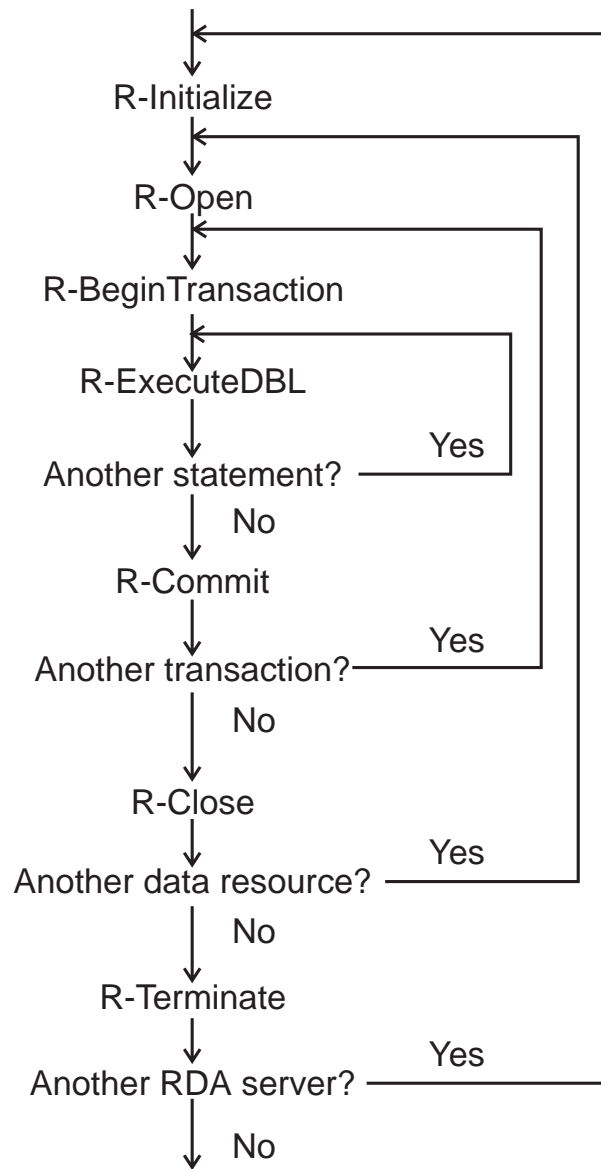 R-Initialize
R-Open
R-BeginTransaction
R-ExecuteDBL
Yes
Another statement?
No
R-Commit
Yes
Another transaction?
No
R-Close
Yes
Another data resource?
No
R-Terminate
Yes
Another RDA server?
No